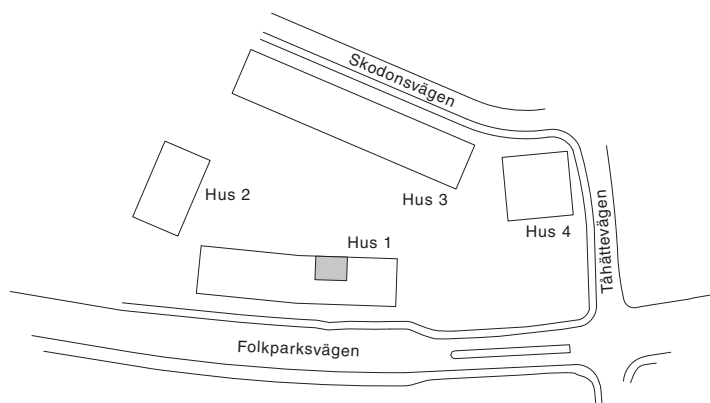 Skodonsvägen
Hus 2
Hus 3
Hus 4
Hus 1
Tåhättevägen
Folkparksvägen